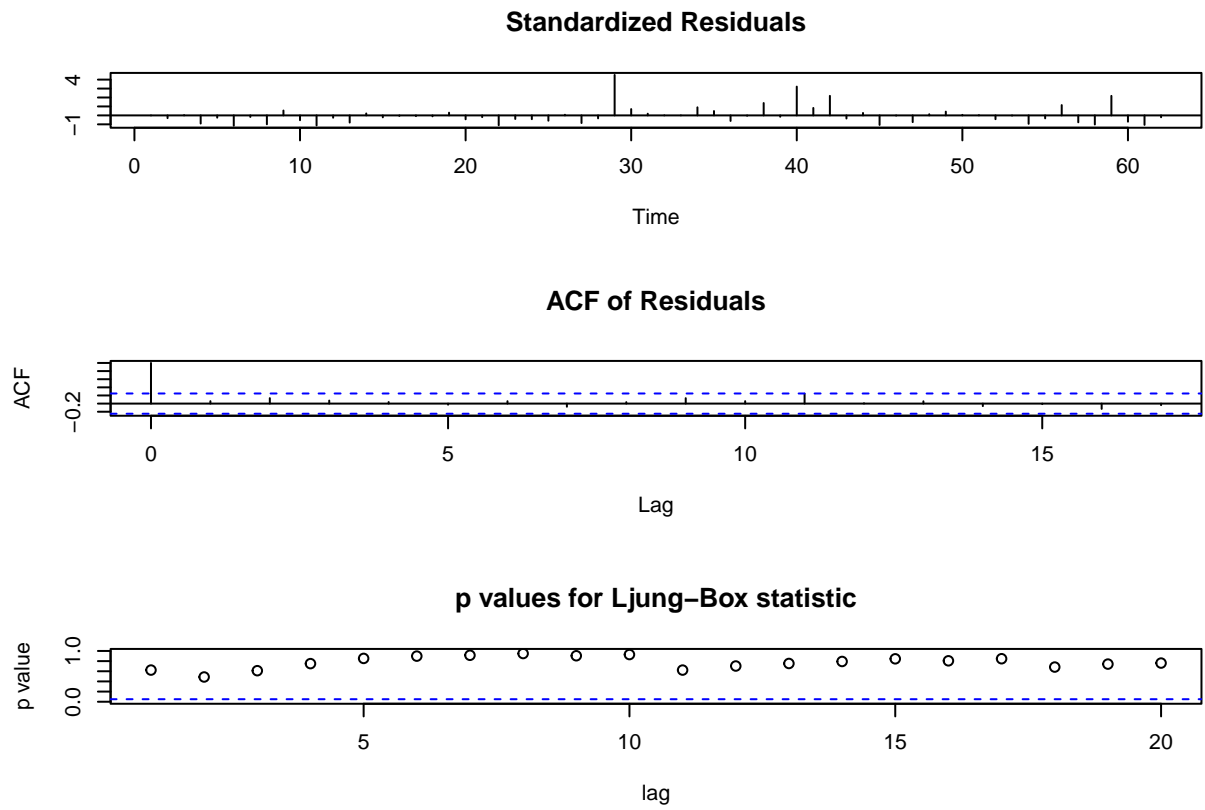 Standardized Residuals
4
−1
0 10 20 30 40 50 60
Time
ACF of Residuals
ACF
−0.2
0 5 10 15
Lag
p values for Ljung−Box statistic
p value
1.0
0.0
5 10 15 20
lag